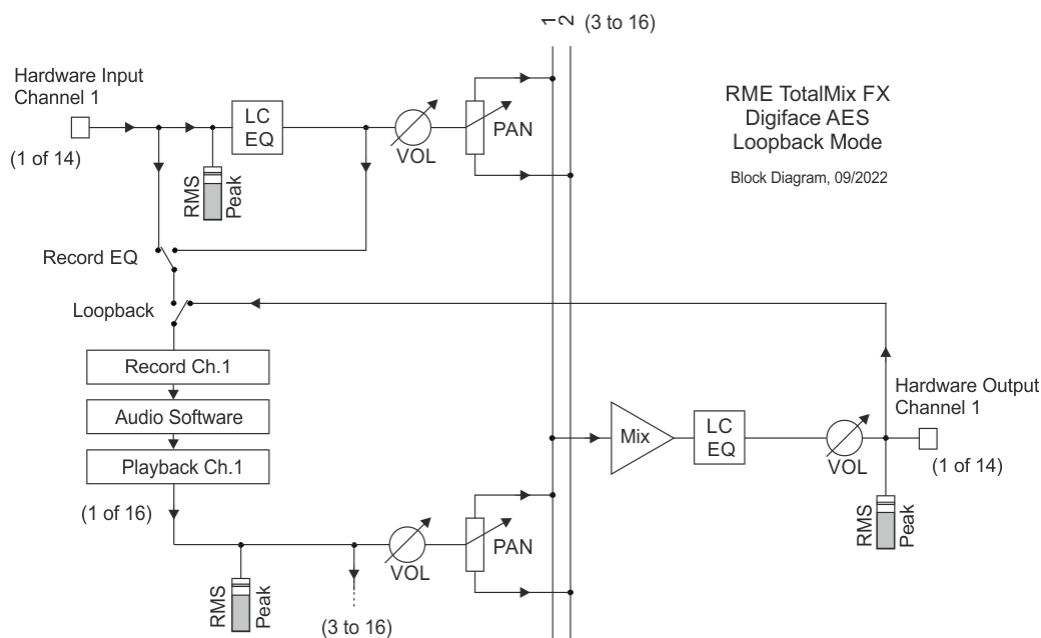 1 2 (3 to 16)
Hardware Input
Channel 1
(1 of 14)
LC
EQ
VOL
PAN
RMS
Peak
RME TotalMix FX
Digiface AES
Loopback Mode
Block Diagram, 09/2022
Record EQ
Loopback
Record Ch.1
Audio Software
Playback Ch.1
(1 of 16)
RMS
Peak
(3 to 16)
VOL
PAN
Mix
LC
EQ
VOL
Hardware Output
Channel 1
(1 of 14)
RMS
Peak